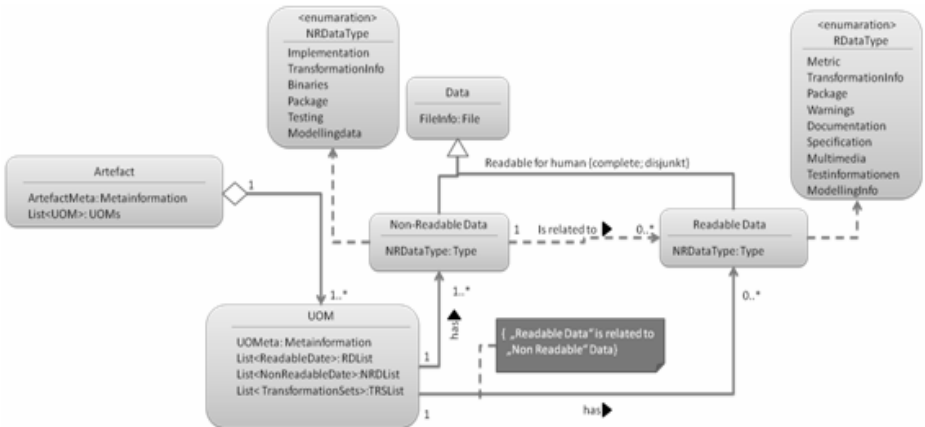 <enumaration>
NRDataType
Implementation
TransformationInfo
Binaries
Package
Testing
Modellingdata
<enumaration>
RDataType
Metric
TransformationInfo
Package
Warnings
Documentation
Specification
Multimedia
Testinformationen
ModellingInfo
Data
FileInfo: File
Readable for human {complete; disjunkt}
Artefact
ArtefactMeta: Metainformation
List<UOM>: UOMs
1
1..*
Non-Readable Data
NRDataType: Type
1
Is related to
0..*
Readable Data
NRDataType: Type
UOM
UOMeta: Metainformation
List<ReadableDate>: RDList
List<NonReadableDate>:NRDList
List< TransformationSets>:TRSList
1..*
has
1
{ „Readable Data“ is related to
„Non Readable“ Data}
0..*
1
has